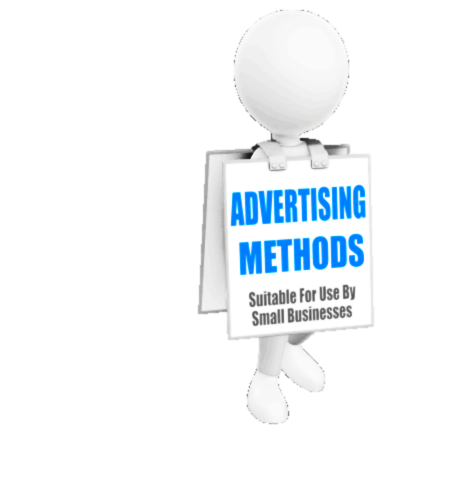 ADVERTISING
METHODS
Suitable For Use By
Small Businesses